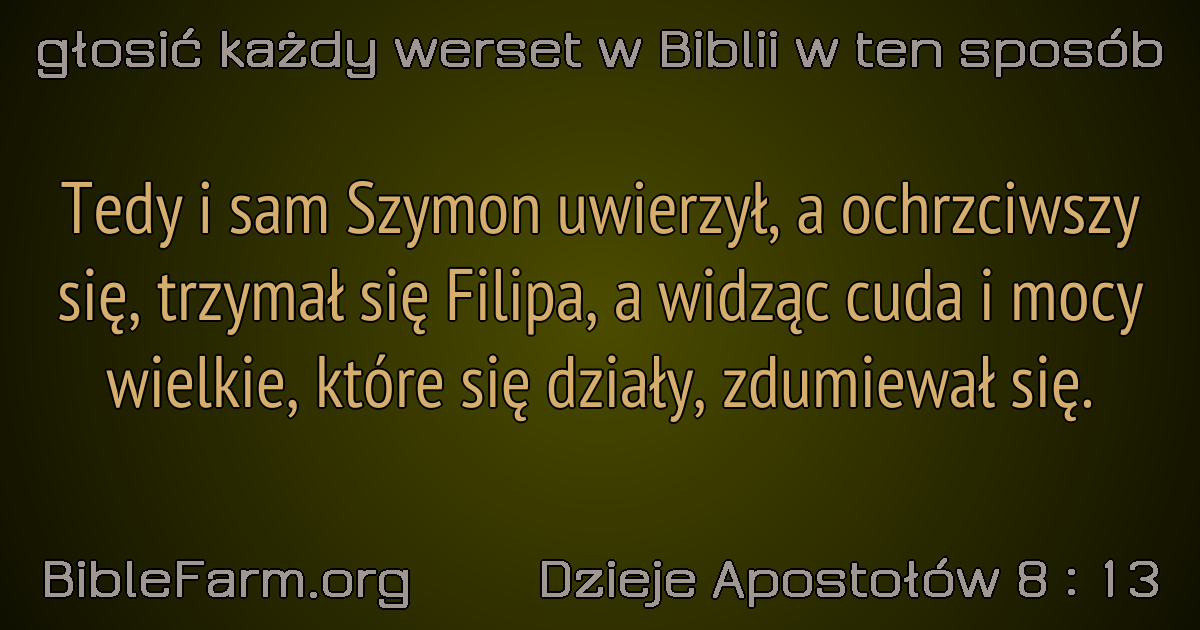 głosić każdy werset w Biblii w ten sposób
Tedy i sam Szymon uwierzył, a ochrzciwszy
się, trzymał się Filipa, a widząc cuda i mocy
wielkie, które się działy, zdumiewał się.
BibleFarm.org
Dzieje Apostołów 8 : 13